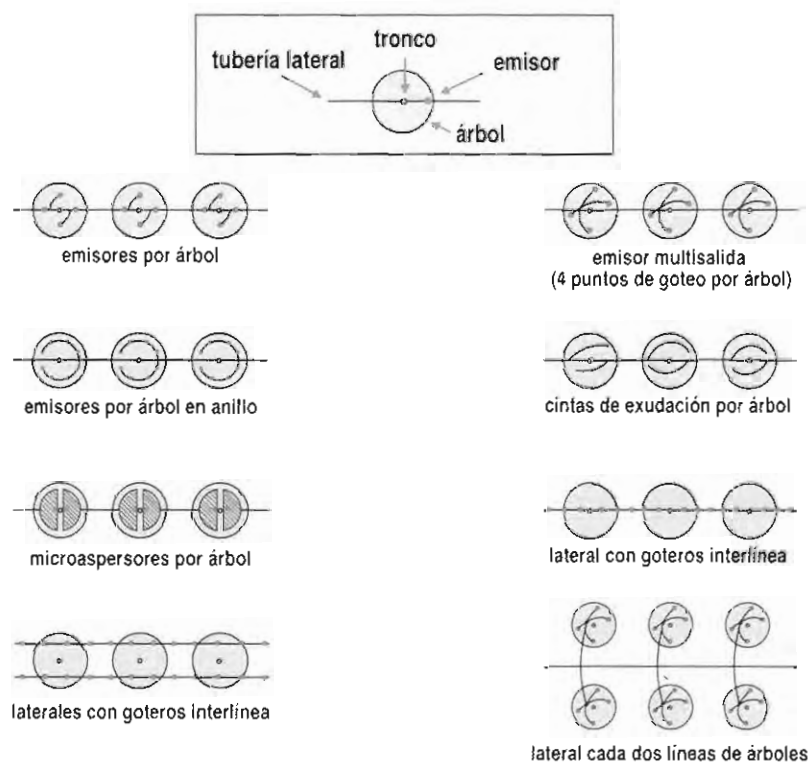 tronco
tubería lateral
emisor
árbol
emisores por árbol
emisor multisalida
(4 puntos de goteo por árbol)
emisores por árbol en anillo
cintas de exudación por árbol
microaspersores por árbol
lateral con goteros interlínea
laterales con goteros interlínea
lateral cada dos líneas de árboles